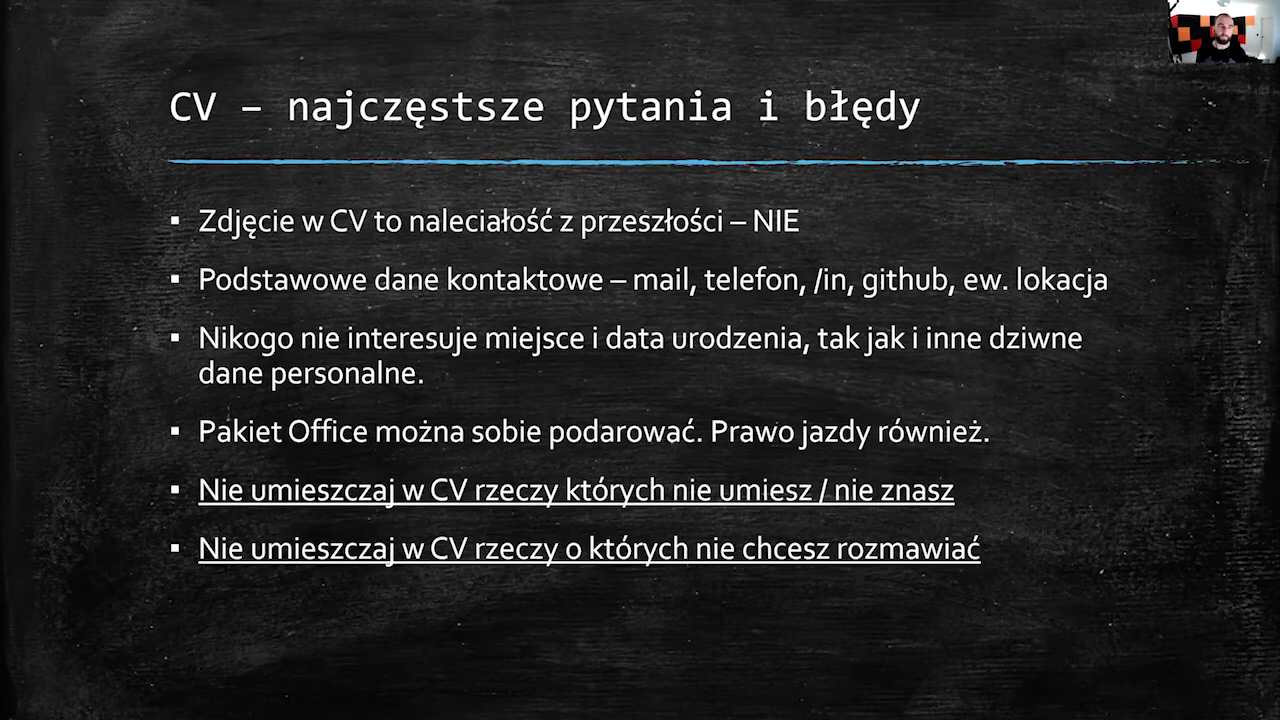 CV – najczęstsze pytania i błędy
▪ Zdjęcie w CV to naleciałość z przeszłości – NIE
▪ Podstawowe dane kontaktowe – mail, telefon, /in, github, ew. lokacja
▪ Nikogo nie interesuje miejsce i data urodzenia, tak jak i inne dziwne
dane personalne.
▪ Pakiet Office można sobie podarować. Prawo jazdy również.
▪ Nie umieszczaj w CV rzeczy których nie umiesz / nie znasz
▪ Nie umieszczaj w CV rzeczy o których nie chcesz rozmawiać